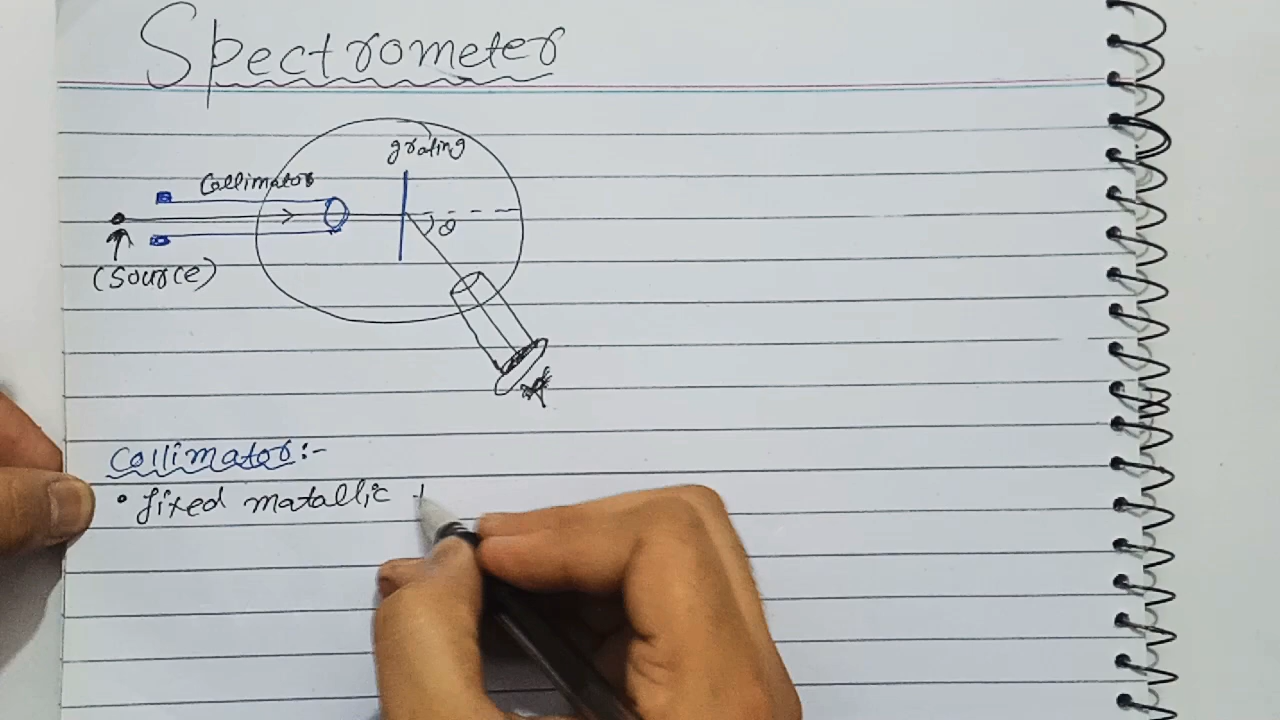 Spectrometer
grating
Collimator
θ
(Source)
Collimator:-
• fixed matallic